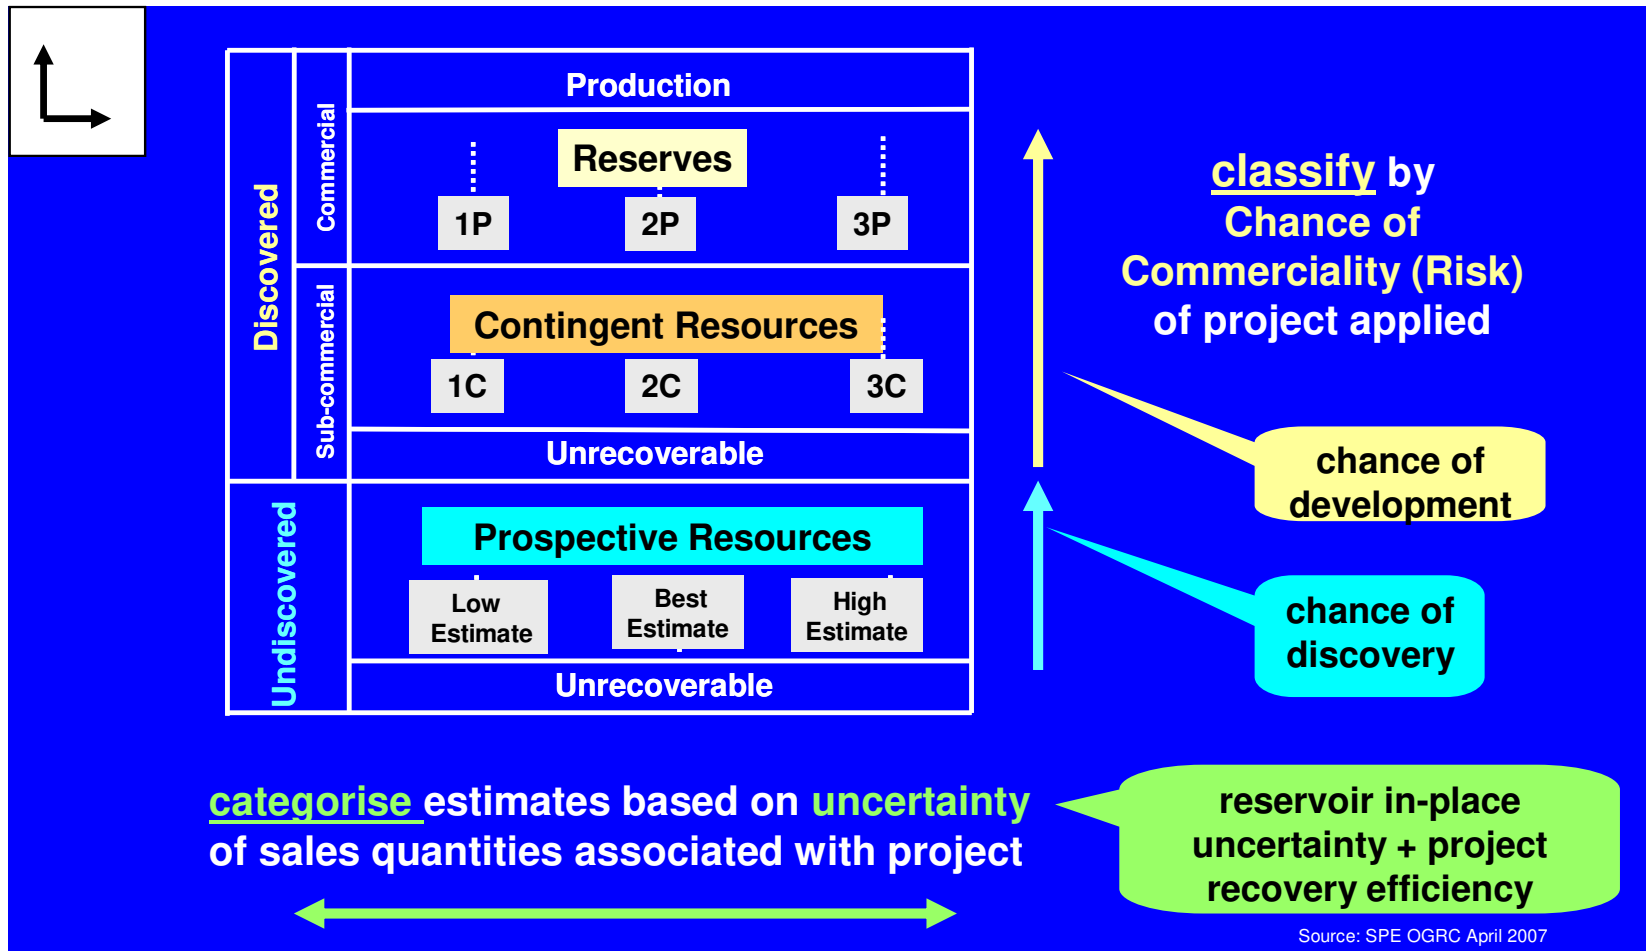 Production
Commercial
Reserves
1P 2P 3P
Discovered
Contingent Resources
Sub-commercial
1C 2C 3C
Unrecoverable
Undiscovered
Prospective Resources
Low
Estimate
Best
Estimate
High
Estimate
Unrecoverable
classify by
Chance of
Commerciality (Risk)
of project applied
chance of
development
chance of
discovery
categorise estimates based on uncertainty
of sales quantities associated with project
reservoir in-place
uncertainty + project
recovery efficiency
Source: SPE OGRC April 2007